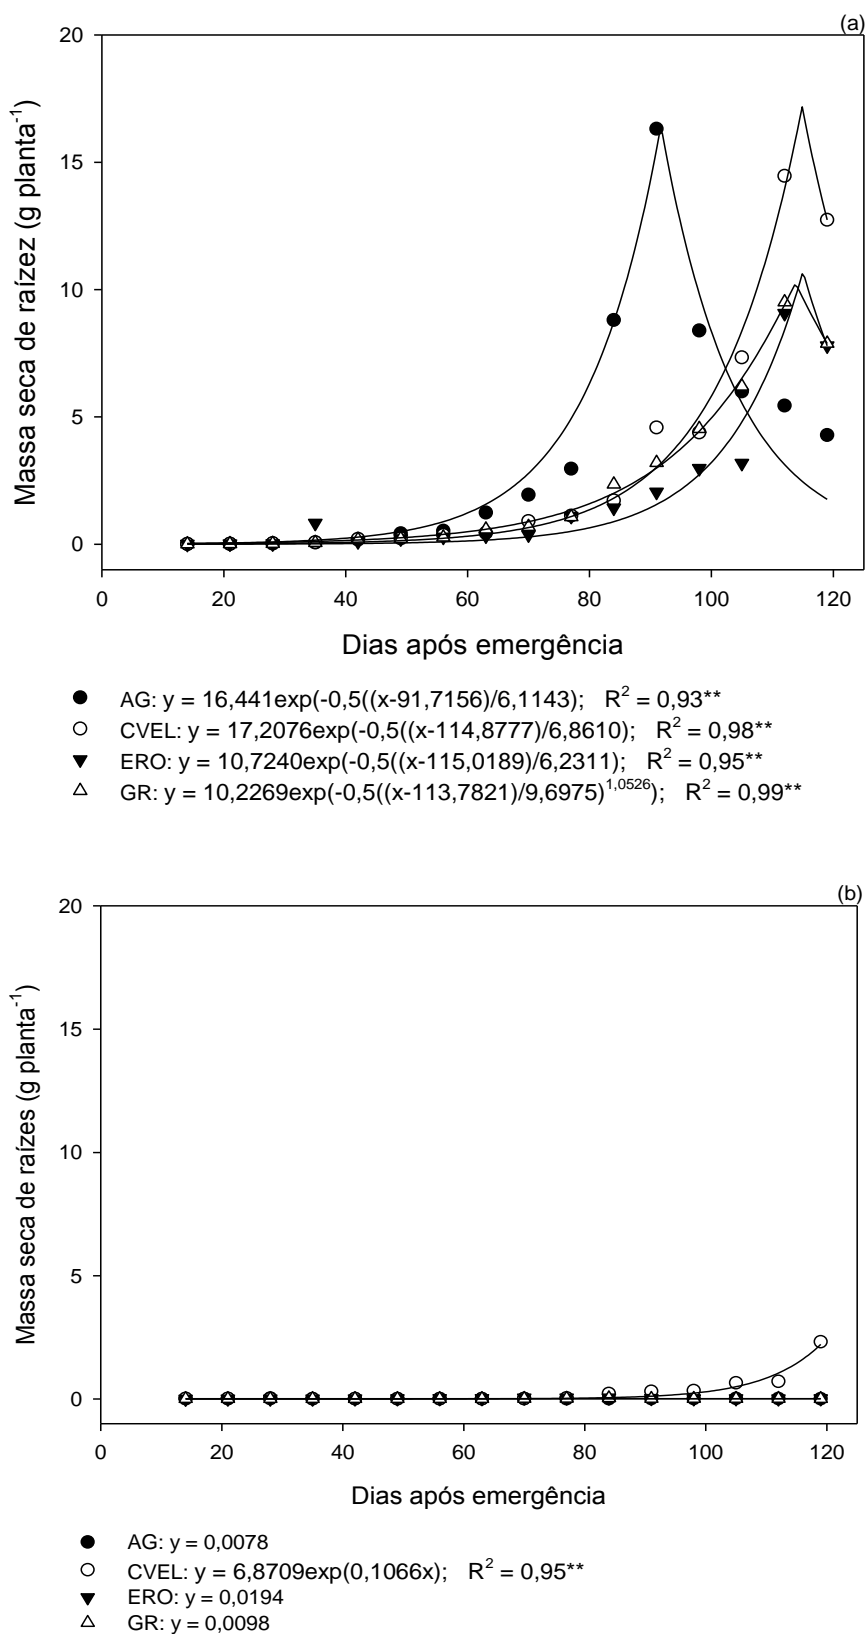 (a)
20
15
10
5
0
Massa seca de raízez (g planta⁻¹)
0 20 40 60 80 100 120
Dias após emergência
● AG: y = 16,441exp(-0,5((x-91,7156)/6,1143); R² = 0,93**
○ CVEL: y = 17,2076exp(-0,5((x-114,8777)/6,8610); R² = 0,98**
▼ ERO: y = 10,7240exp(-0,5((x-115,0189)/6,2311); R² = 0,95**
△ GR: y = 10,2269exp(-0,5((x-113,7821)/9,6975)^1,0526); R² = 0,99**
(b)
20
15
10
5
0
Massa seca de raízes (g planta⁻¹)
0 20 40 60 80 100 120
Dias após emergência
● AG: y = 0,0078
○ CVEL: y = 6,8709exp(0,1066x); R² = 0,95**
▼ ERO: y = 0,0194
△ GR: y = 0,0098